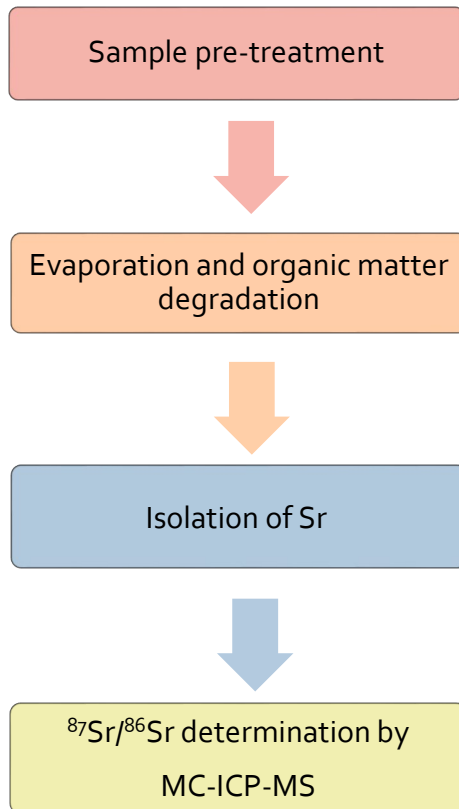 Sample pre-treatment
Evaporation and organic matter
degradation
Isolation of Sr
⁸⁷Sr/⁸⁶Sr determination by
MC-ICP-MS